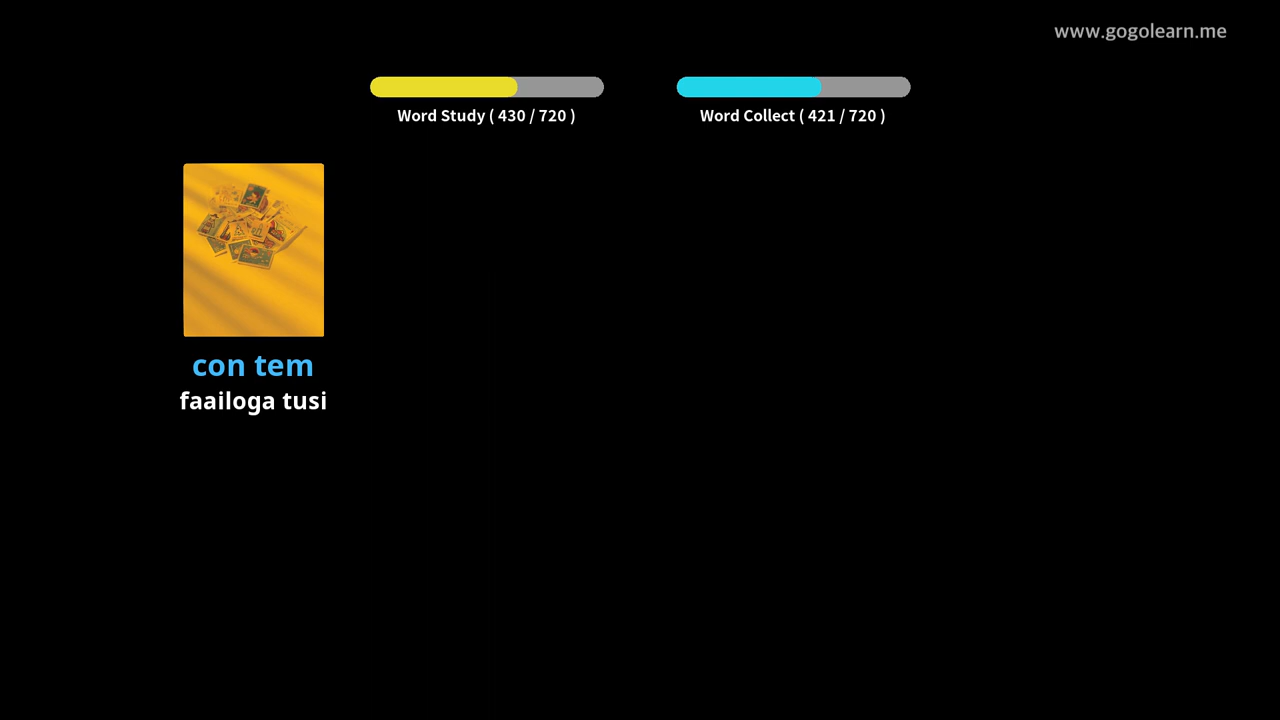 www.gogolearn.me
Word Study ( 430 / 720 )
Word Collect ( 421 / 720 )
con tem
faailoga tusi